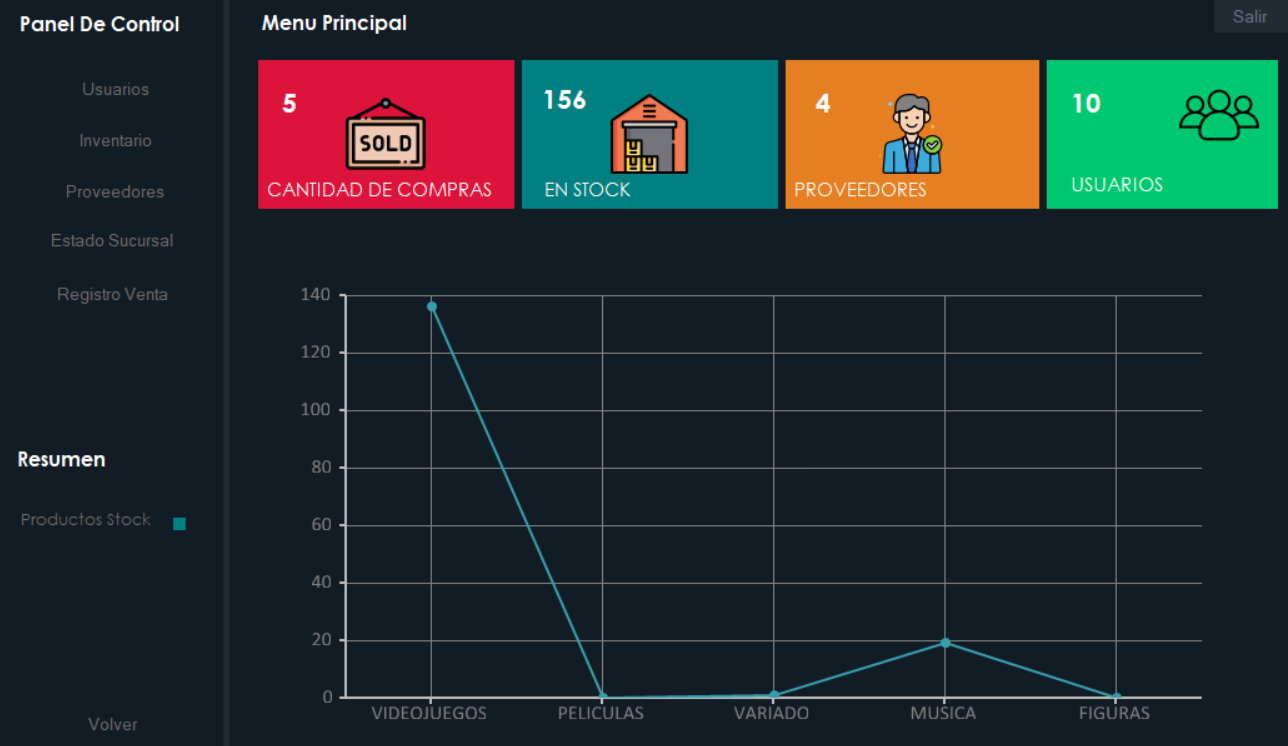 Panel De Control
Usuarios
Inventario
Proveedores
Estado Sucursal
Registro Venta
Resumen
Productos Stock
Volver
Menu Principal
Salir
5
SOLD
CANTIDAD DE COMPRAS
156
EN STOCK
4
PROVEEDORES
10
USUARIOS
140
120
100
80
60
40
20
0
VIDEOJUEGOS
PELICULAS
VARIADO
MUSICA
FIGURAS